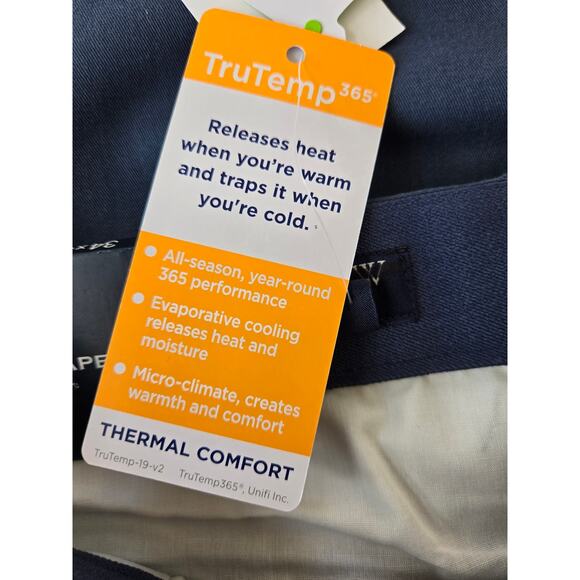 TruTemp365®
Releases heat
when you're warm
and traps it when
you're cold.
• All-season, year-round
365 performance
• Evaporative cooling
releases heat and
moisture
• Micro-climate, creates
warmth and comfort
THERMAL COMFORT
TruTemp-19-v2 TruTemp365®, Unifi Inc.